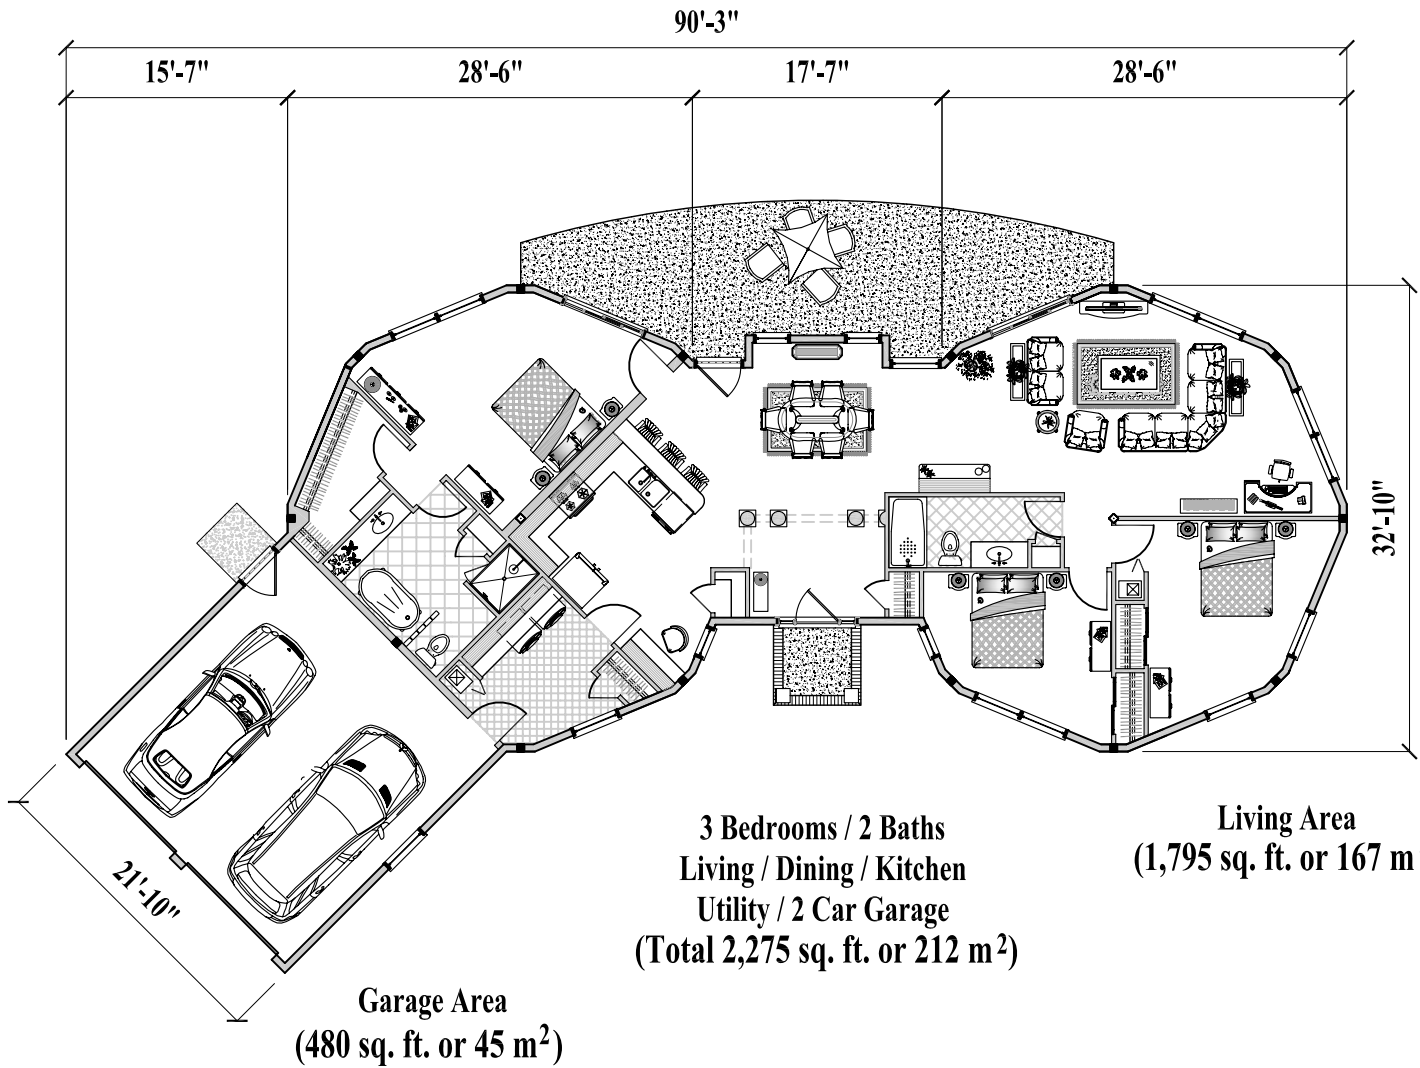 90'-3"
15'-7"
28'-6"
17'-7"
28'-6"
32'-10"
21'-10"
3 Bedrooms / 2 Baths
Living / Dining / Kitchen
Utility / 2 Car Garage
(Total 2,275 sq. ft. or 212 m²)
Living Area
(1,795 sq. ft. or 167 m
Garage Area
(480 sq. ft. or 45 m²)